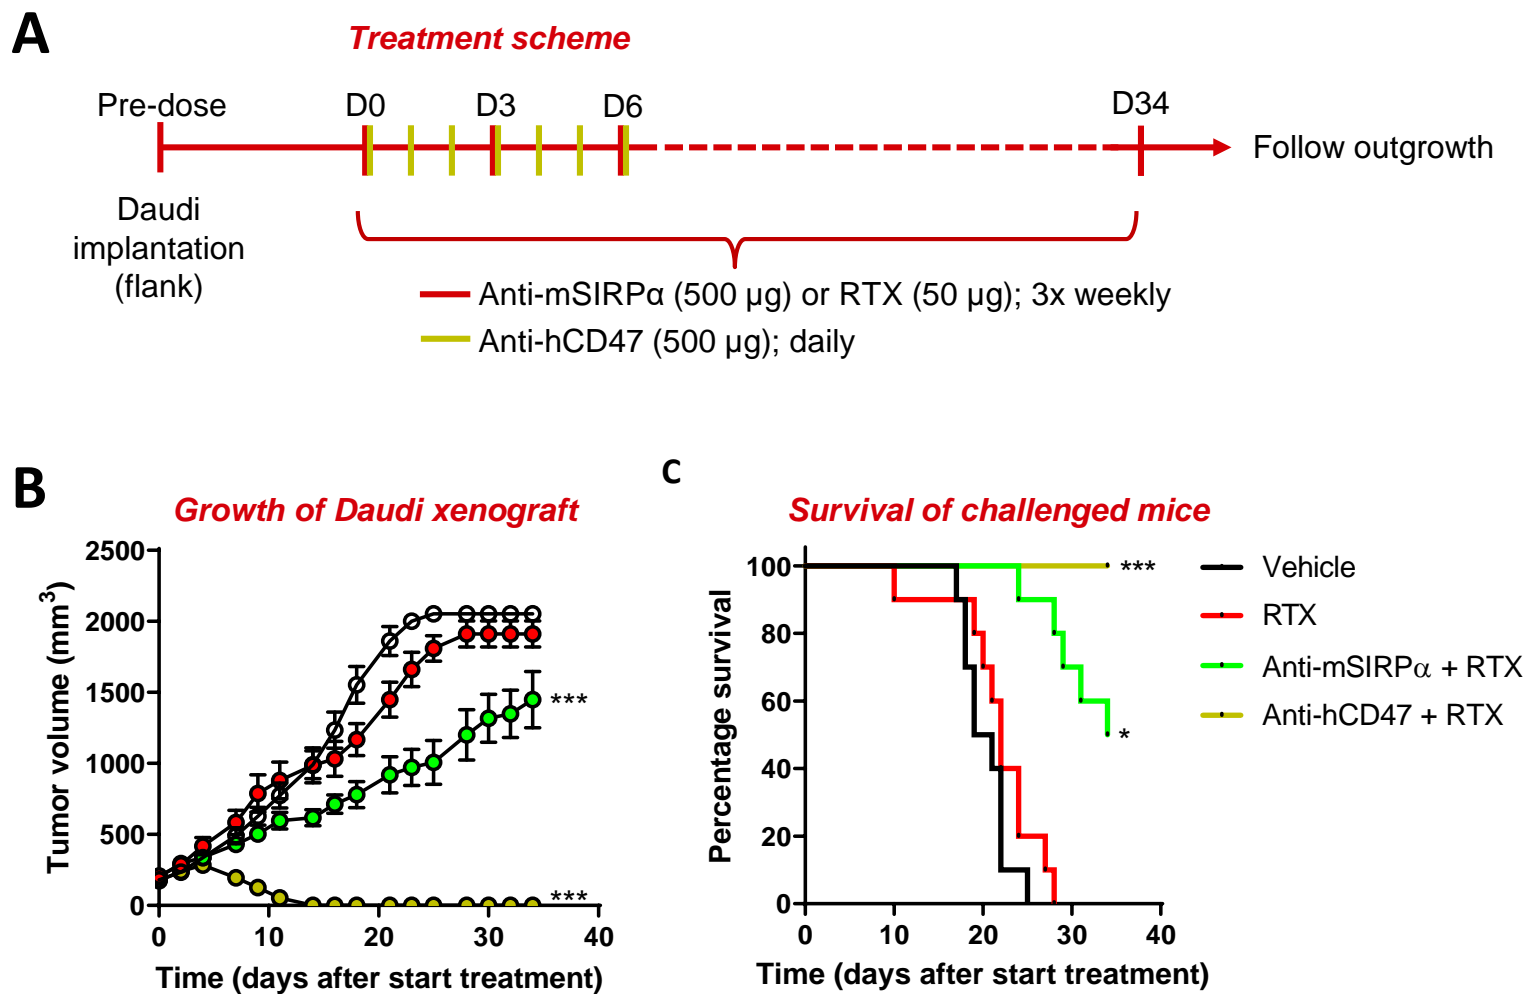 A
Treatment scheme
Pre-dose
D0
D3
D6
D34
Follow outgrowth
Daudi
implantation
(flank)
Anti-mSIRPα (500 µg) or RTX (50 µg); 3x weekly
Anti-hCD47 (500 µg); daily
B
Growth of Daudi xenograft
Tumor volume (mm³)
2500
2000
1500
1000
500
0
***
***
0 10 20 30 40
Time (days after start treatment)
C
Survival of challenged mice
Percentage survival
100
80
60
40
20
0
***
*
0 10 20 30 40
Time (days after start treatment)
Vehicle
RTX
Anti-mSIRPα + RTX
Anti-hCD47 + RTX